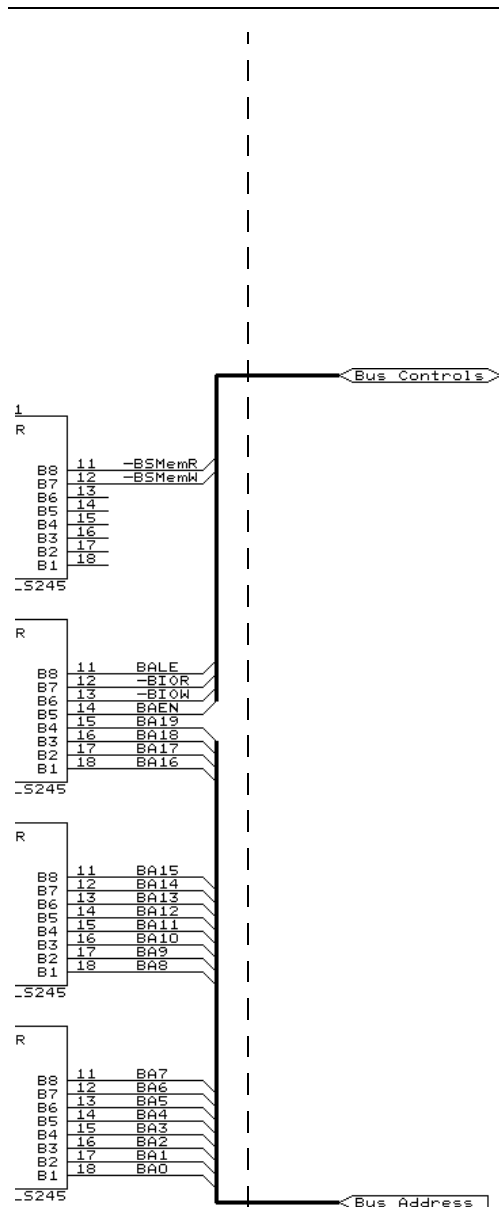 Bus Controls
1
R
B8 11 -BSMemR
B7 12 -BSMemW
B6 13
B5 14
B4 15
B3 16
B2 17
B1 18
LS245
R
B8 11 BALE
B7 12 -BIOR
B6 13 -BIOW
B5 14 BAEN
B4 15 BA19
B3 16 BA18
B2 17 BA17
B1 18 BA16
LS245
R
B8 11 BA15
B7 12 BA14
B6 13 BA13
B5 14 BA12
B4 15 BA11
B3 16 BA10
B2 17 BA9
B1 18 BA8
LS245
R
B8 11 BA7
B7 12 BA6
B6 13 BA5
B5 14 BA4
B4 15 BA3
B3 16 BA2
B2 17 BA1
B1 18 BA0
LS245
Bus Address